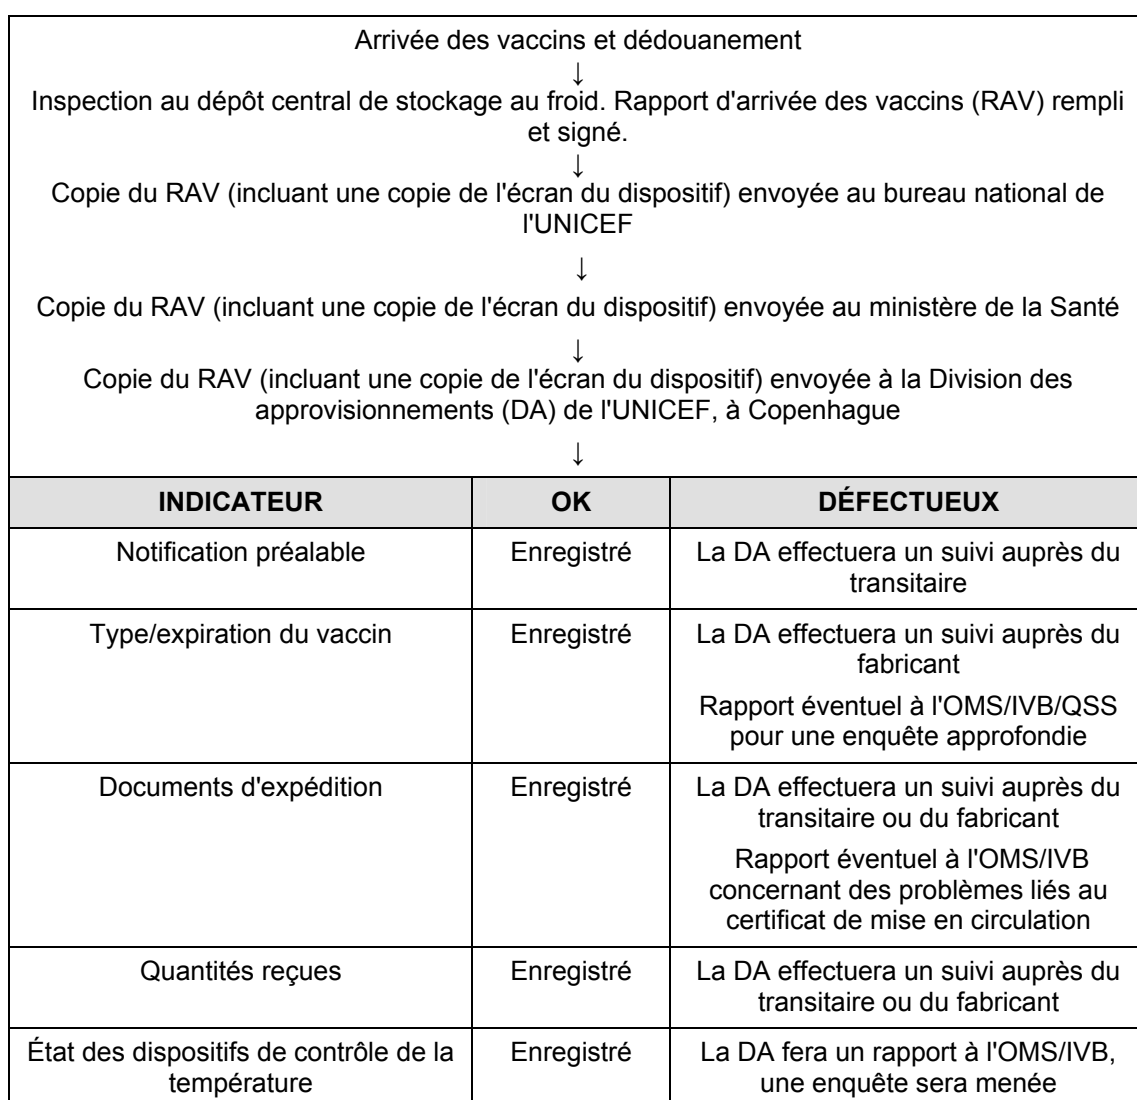 Arrivée des vaccins et dédouanement
↓
Inspection au dépôt central de stockage au froid. Rapport d'arrivée des vaccins (RAV) rempli
et signé.
↓
Copie du RAV (incluant une copie de l'écran du dispositif) envoyée au bureau national de
l'UNICEF
↓
Copie du RAV (incluant une copie de l'écran du dispositif) envoyée au ministère de la Santé
↓
Copie du RAV (incluant une copie de l'écran du dispositif) envoyée à la Division des
approvisionnements (DA) de l'UNICEF, à Copenhague
↓
INDICATEUR OK DÉFECTUEUX
Notification préalable Enregistré La DA effectuera un suivi auprès du
transitaire
Type/expiration du vaccin Enregistré La DA effectuera un suivi auprès du
fabricant
Rapport éventuel à l'OMS/IVB/QSS
pour une enquête approfondie
Documents d'expédition Enregistré La DA effectuera un suivi auprès du
transitaire ou du fabricant
Rapport éventuel à l'OMS/IVB
concernant des problèmes liés au
certificat de mise en circulation
Quantités reçues Enregistré La DA effectuera un suivi auprès du
transitaire ou du fabricant
État des dispositifs de contrôle de la Enregistré La DA fera un rapport à l'OMS/IVB,
température une enquête sera menée